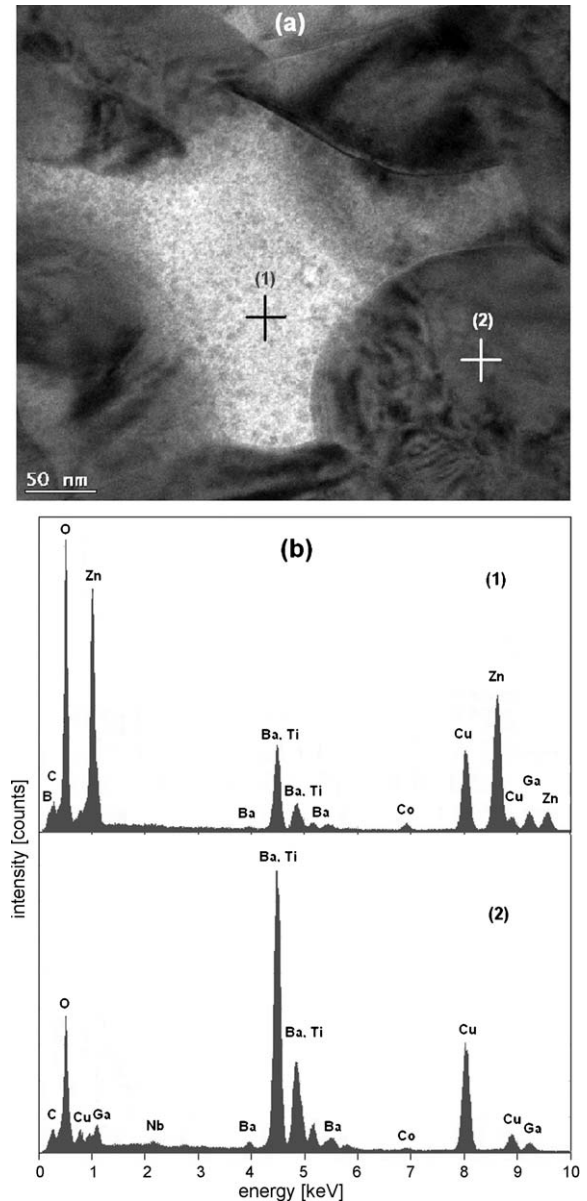 (a)
(1)
(2)
50 nm
(b)
(1)
O
Zn
Zn
Ba, Ti
Cu
C
B
Ba, Ti
Ba
Ba
Co
Cu
Ga
Zn
Ba, Ti
(2)
O
Ba, Ti
Cu
C
Cu
Ga
Nb
Ba
Ba
Co
Cu
Ga
intensity [counts]
0 1 2 3 4 5 6 7 8 9 10
energy [keV]